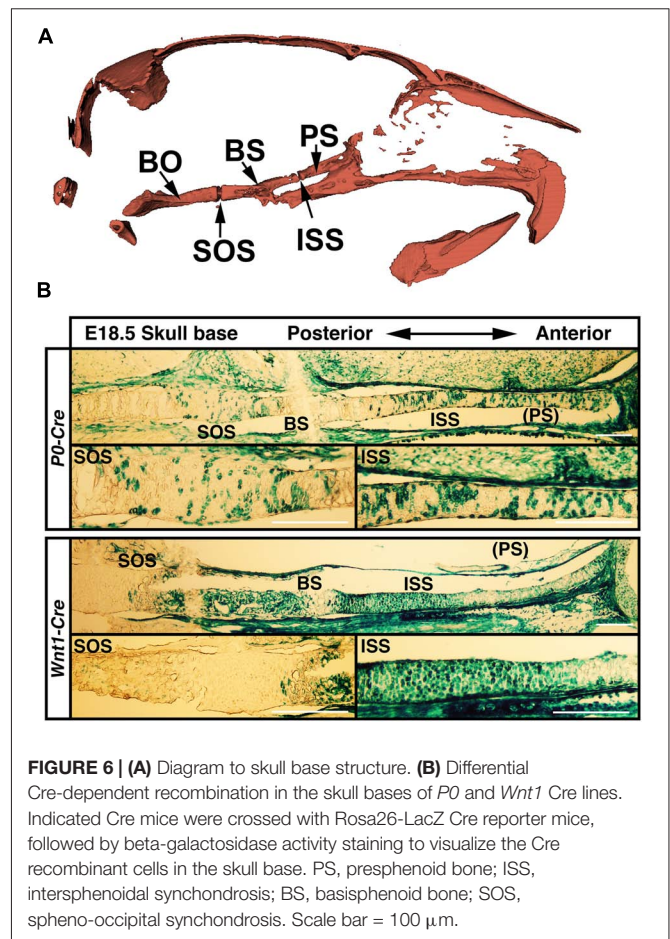 A
BO
BS
PS
SOS
ISS
B
E18.5 Skull base Posterior Anterior
P0-Cre
SOS
BS
ISS
(PS)
SOS
ISS
Wnt1-Cre
SOS
BS
ISS
(PS)
SOS
ISS
FIGURE 6 | (A) Diagram to skull base structure. (B) Differential
Cre-dependent recombination in the skull bases of P0 and Wnt1 Cre lines.
Indicated Cre mice were crossed with Rosa26-LacZ Cre reporter mice,
followed by beta-galactosidase activity staining to visualize the Cre
recombinant cells in the skull base. PS, presphenoid bone; ISS,
intersphenoidal synchondrosis; BS, basisphenoid bone; SOS,
spheno-occipital synchondrosis. Scale bar = 100 μm.